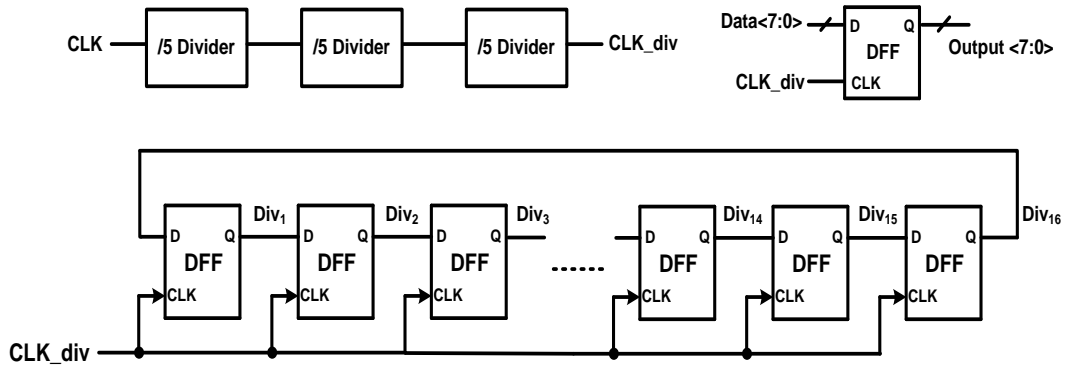 CLK /5 Divider /5 Divider /5 Divider CLK_div
Data<7:0> D Q Output <7:0>
DFF
CLK_div CLK
Div1 Div2 Div3 Div14 Div15 Div16
D Q D Q D Q D Q D Q D Q
DFF DFF DFF ....... DFF DFF DFF
CLK CLK CLK CLK CLK CLK
CLK_div